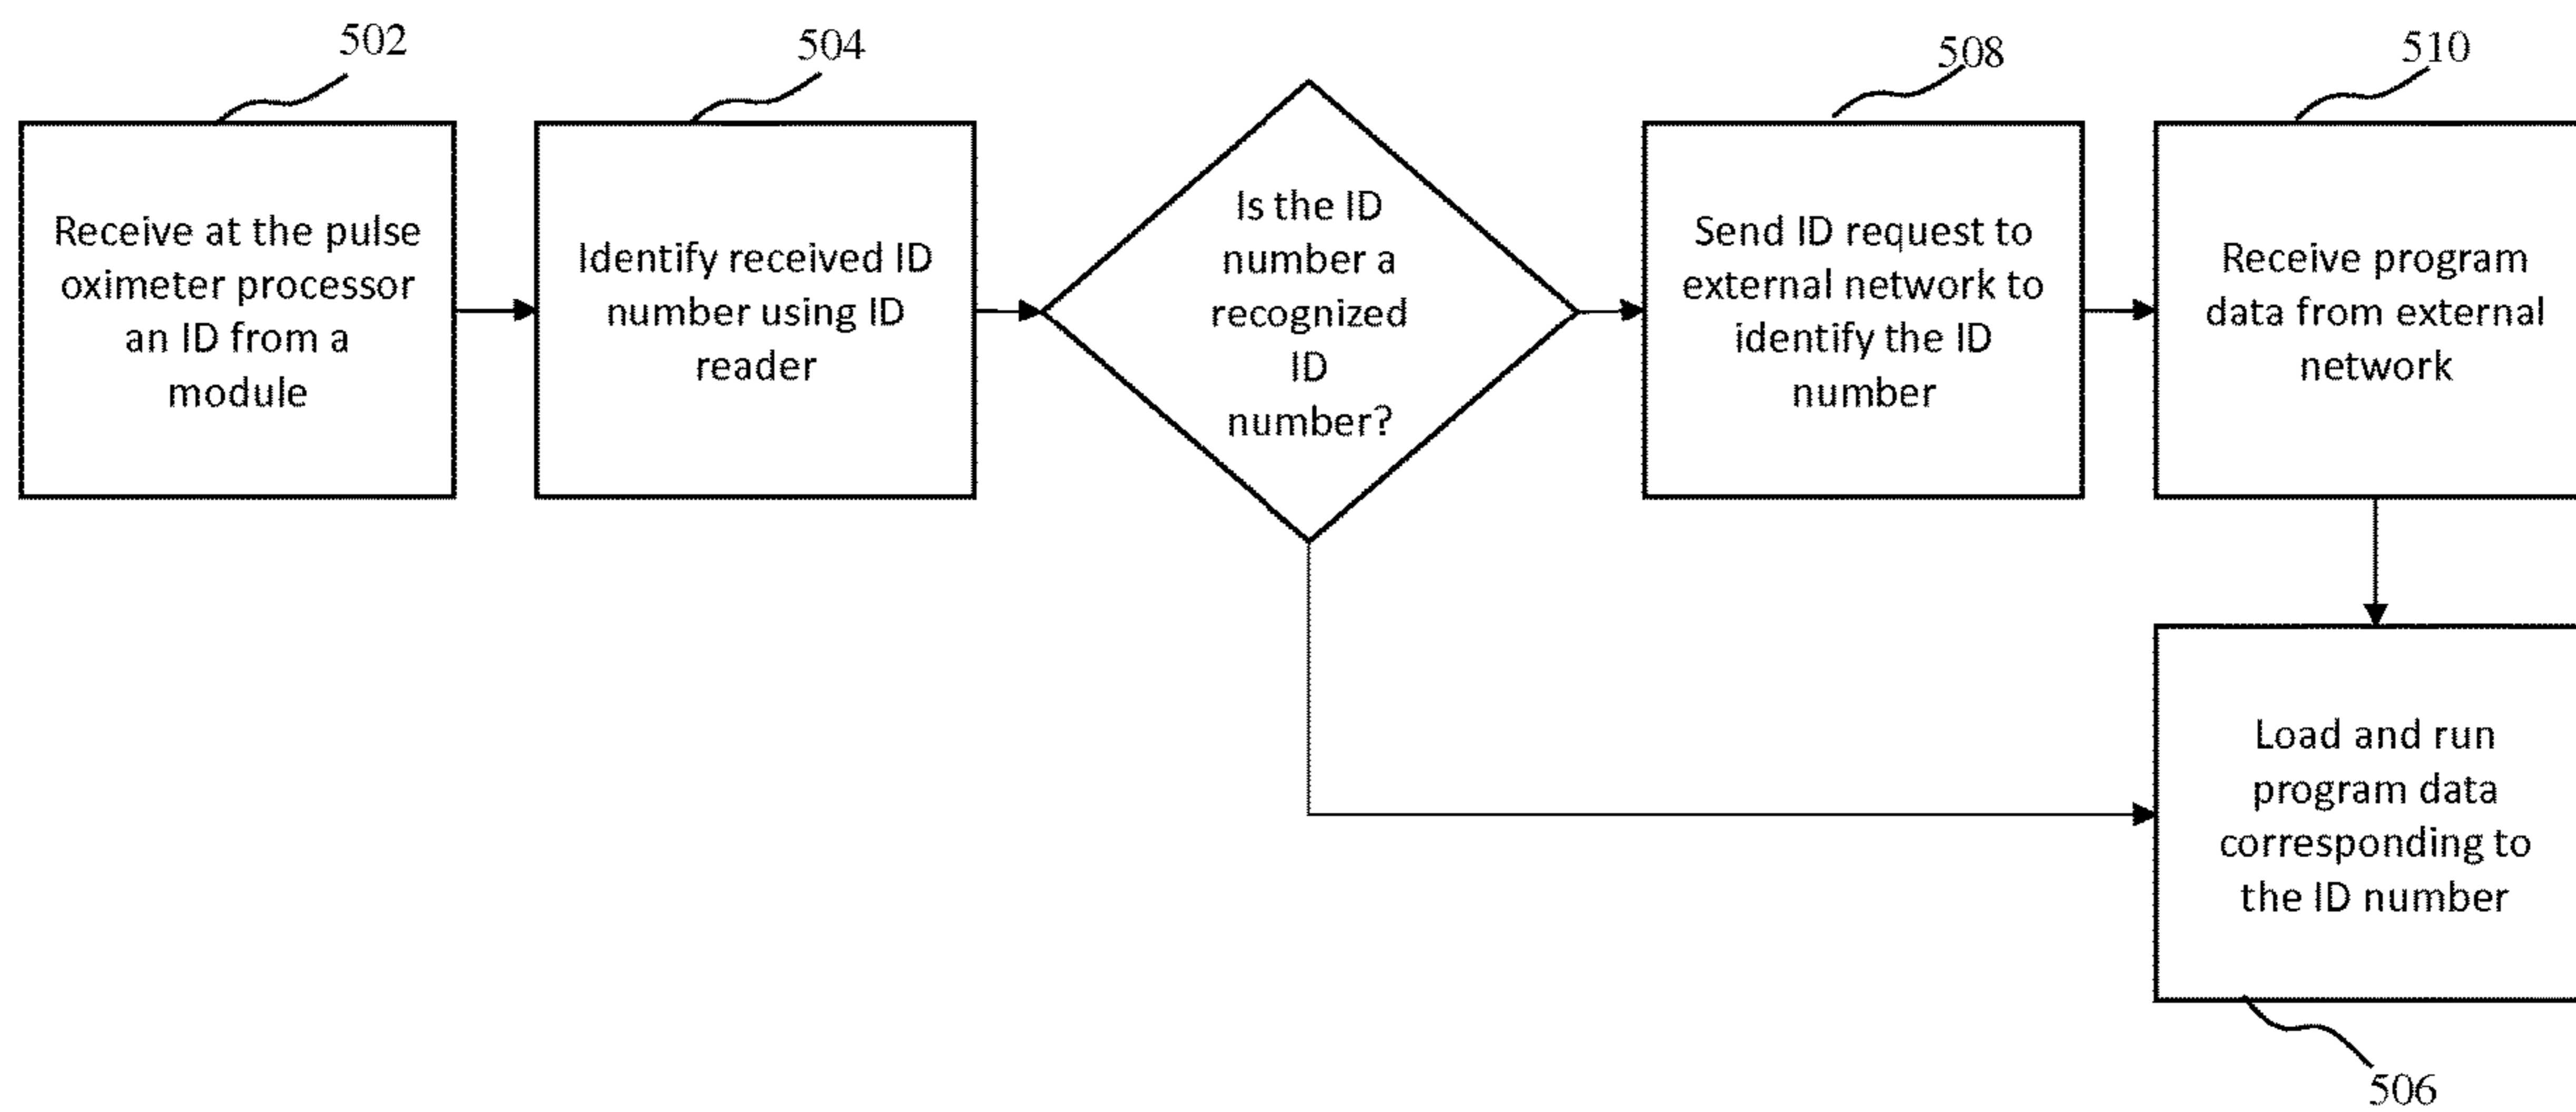 502
504
508
510
Receive at the pulse
oximeter processor
an ID from a
module
Identify received ID
number using ID
reader
Is the ID
number a
recognized
ID
number?
Send ID request to
external network to
identify the ID
number
Receive program
data from external
network
Load and run
program data
corresponding to
the ID number
506